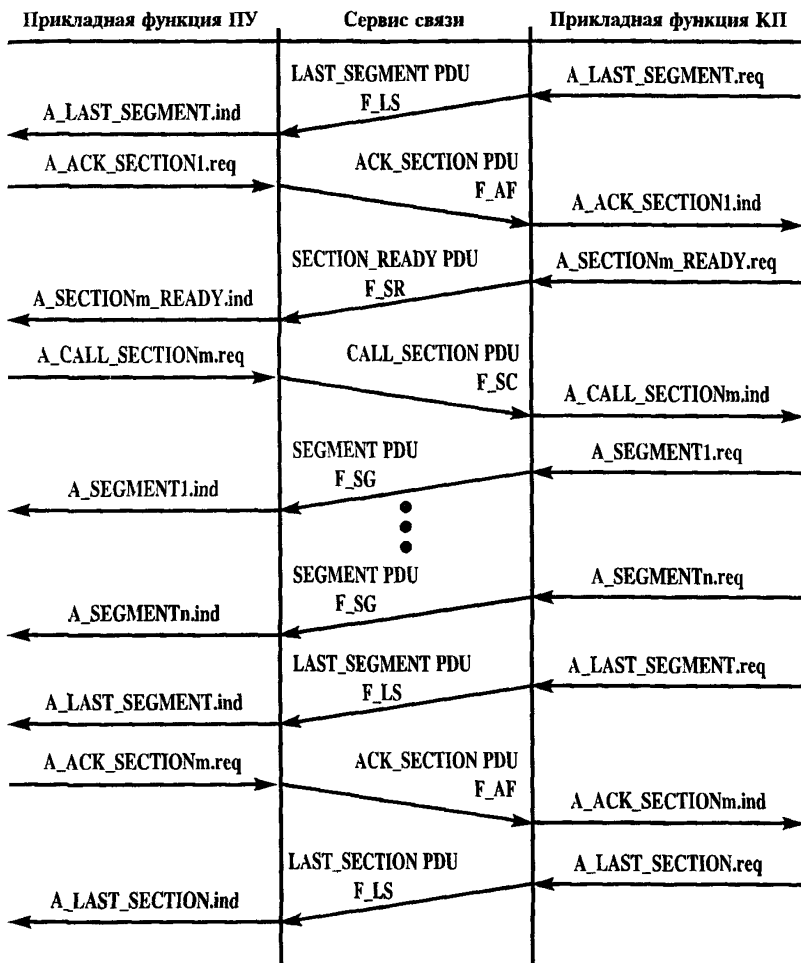 Прикладная функция ПУ
Сервис связи
Прикладная функция КП
LAST_SEGMENT PDU
A_LAST_SEGMENT.req
F_LS
A_LAST_SEGMENT.ind
A_ACK_SECTION1.req
ACK_SECTION PDU
F_AF
A_ACK_SECTION1.ind
SECTION_READY PDU
A_SECTIONm_READY.req
F_SR
A_SECTIONm_READY.ind
A_CALL_SECTIONm.req
CALL_SECTION PDU
F_SC
A_CALL_SECTIONm.ind
SEGMENT PDU
A_SEGMENT1.req
F_SG
A_SEGMENT1.ind
SEGMENT PDU
A_SEGMENTn.req
F_SG
A_SEGMENTn.ind
LAST_SEGMENT PDU
A_LAST_SEGMENT.req
F_LS
A_LAST_SEGMENT.ind
A_ACK_SECTIONm.req
ACK_SECTION PDU
F_AF
A_ACK_SECTIONm.ind
LAST_SECTION PDU
A_LAST_SECTION.req
F_LS
A_LAST_SECTION.ind